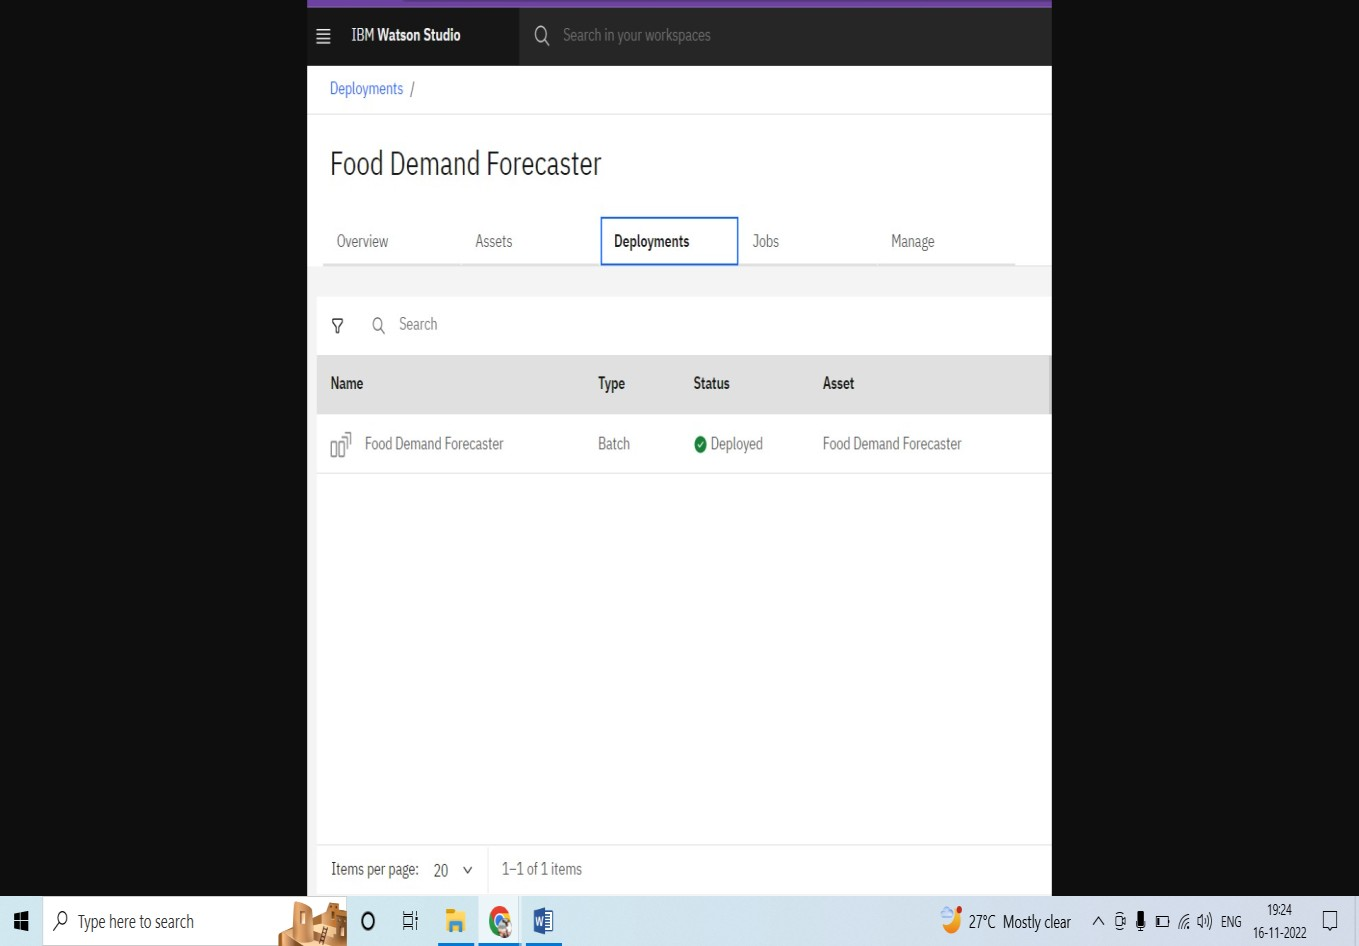 IBM Watson Studio
Search in your workspaces
Deployments /
Food Demand Forecaster
Overview Assets Deployments Jobs Manage
Search
Name Type Status Asset
Food Demand Forecaster Batch Deployed Food Demand Forecaster
Items per page: 20 1–1 of 1 items
Type here to search
27°C Mostly clear
ENG
19:24
16-11-2022